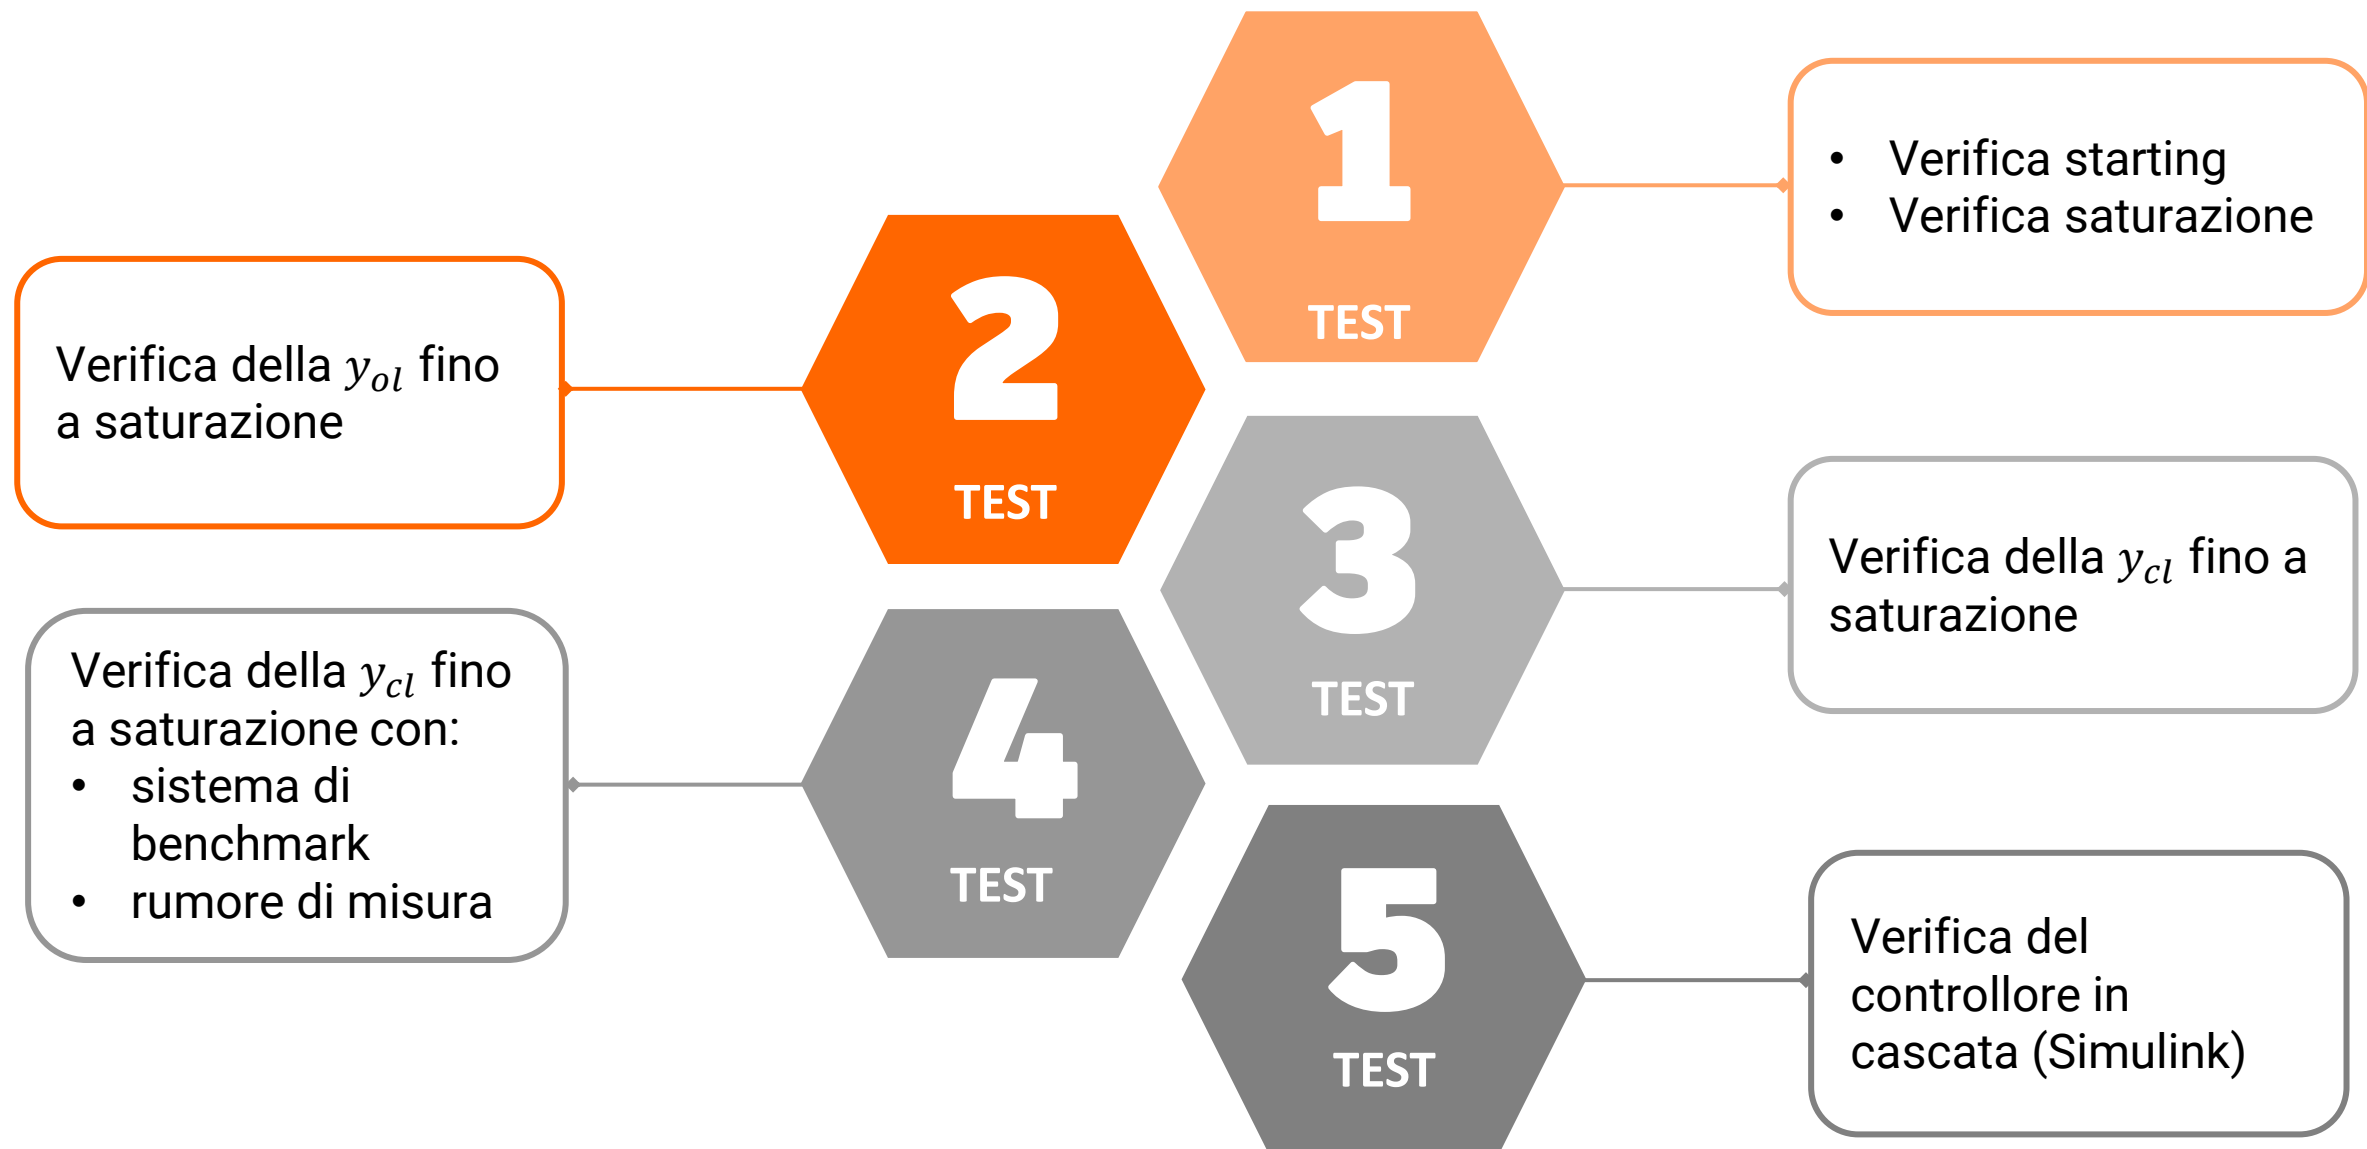 1
TEST
• Verifica starting
• Verifica saturazione
2
TEST
Verifica della y_ol fino
a saturazione
3
TEST
Verifica della y_cl fino a
saturazione
4
TEST
Verifica della y_cl fino
a saturazione con:
• sistema di
benchmark
• rumore di misura
5
TEST
Verifica del
controllore in
cascata (Simulink)